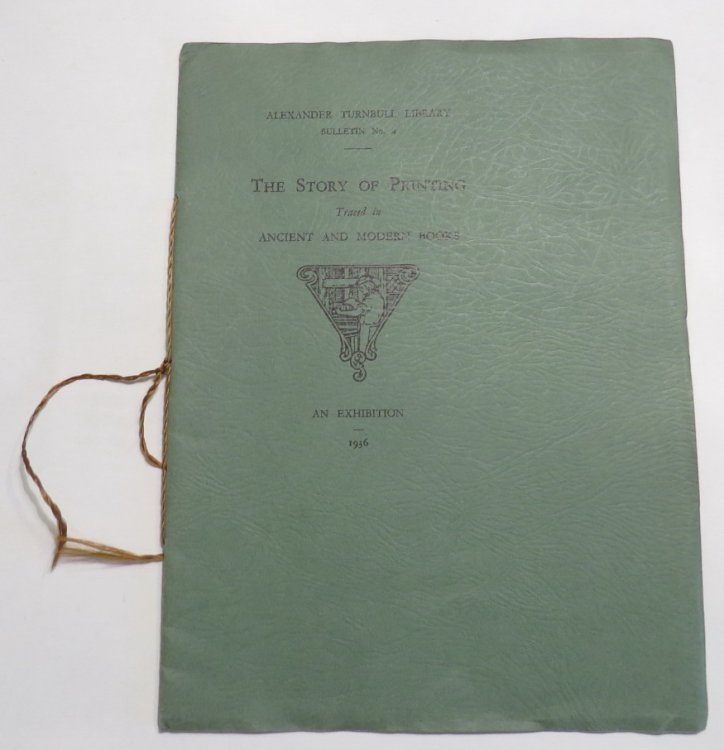 ALEXANDER TURNBULL LIBRARY
BULLETIN No. 4
THE STORY OF PRINTING
Traced in
ANCIENT AND MODERN BOOKS
AN EXHIBITION
1936